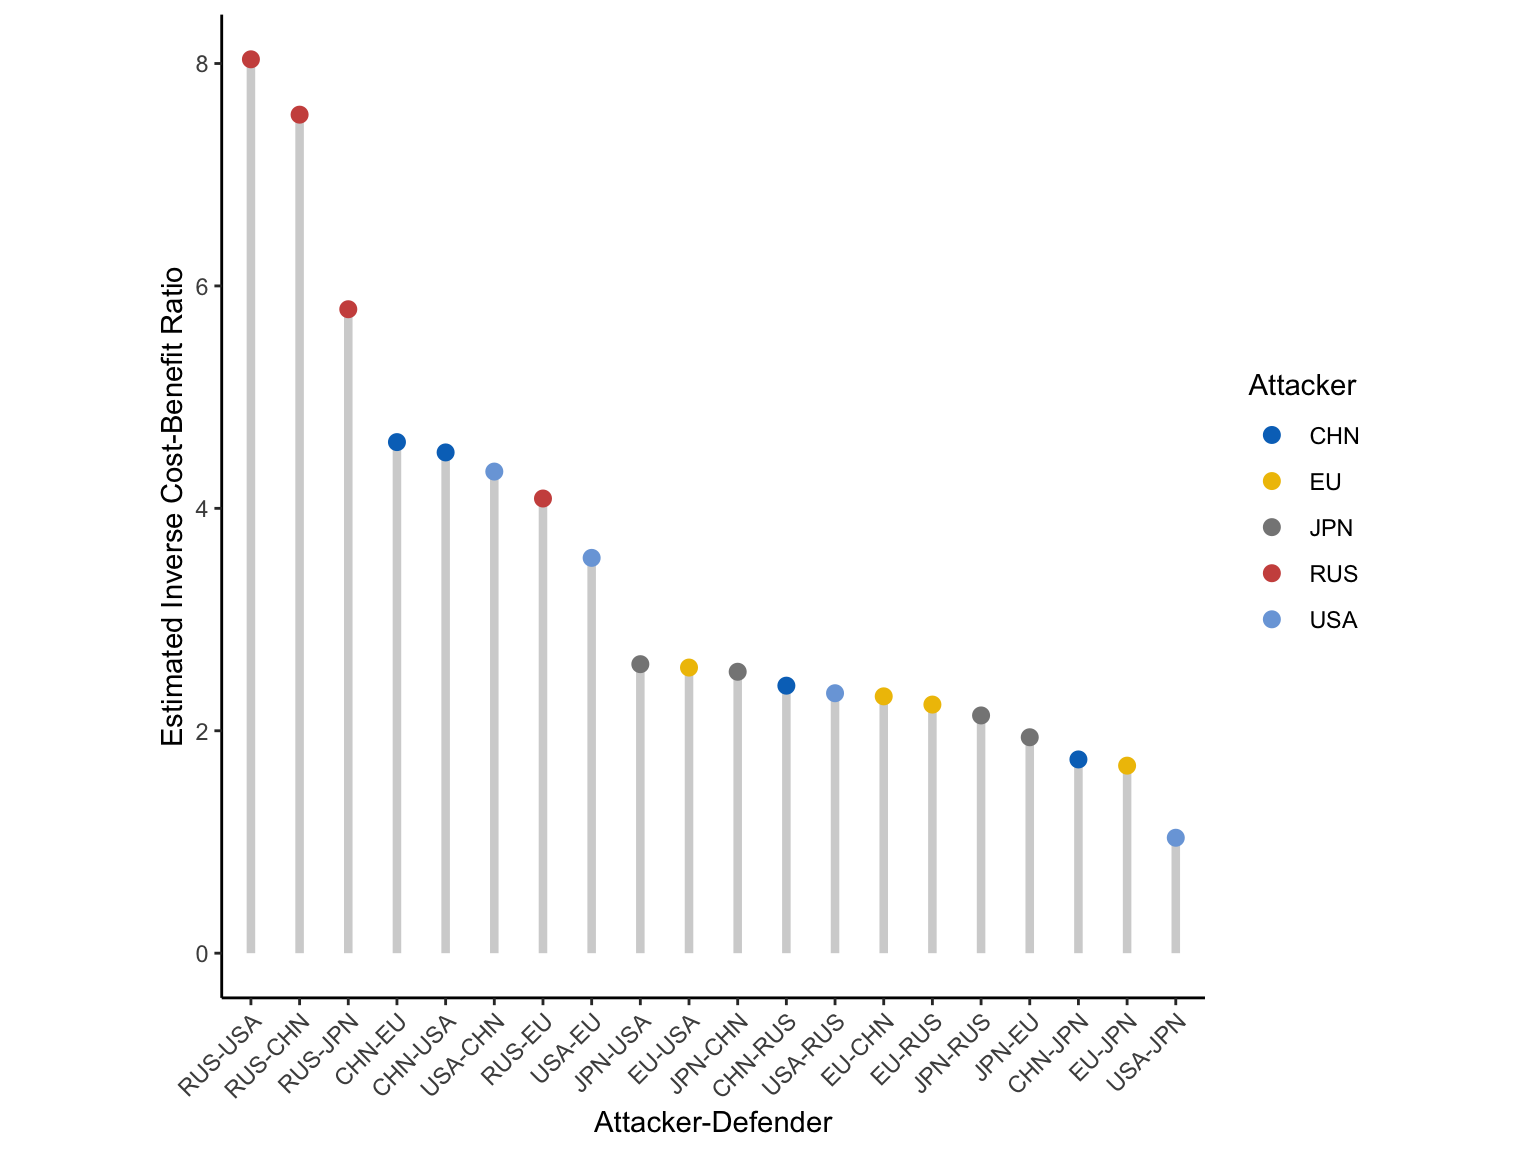 Estimated Inverse Cost-Benefit Ratio
8
6
4
2
0
RUS-USA
RUS-CHN
RUS-JPN
CHN-EU
CHN-USA
USA-CHN
RUS-EU
USA-EU
JPN-USA
EU-USA
JPN-CHN
CHN-RUS
USA-RUS
EU-CHN
EU-RUS
JPN-RUS
JPN-EU
CHN-JPN
EU-JPN
USA-JPN
Attacker-Defender
Attacker
CHN
EU
JPN
RUS
USA